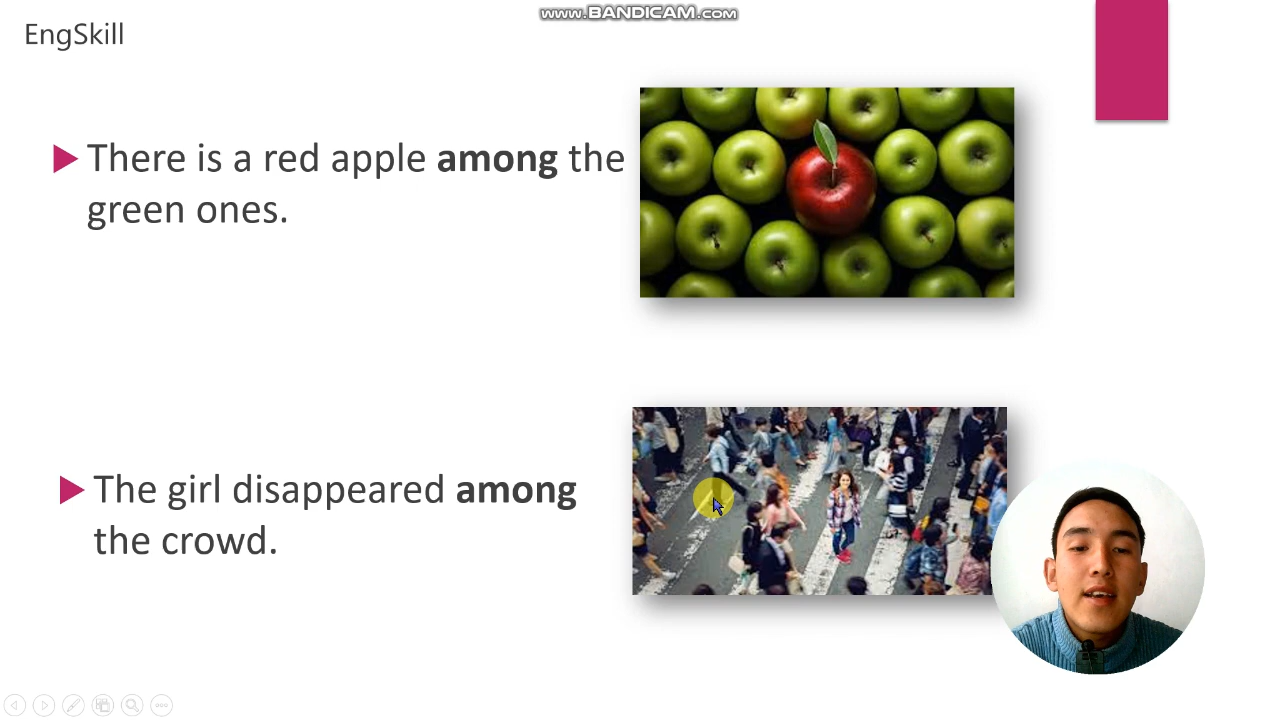 www.BANDICAM.com
EngSkill
There is a red apple among the
green ones.
The girl disappeared among
the crowd.